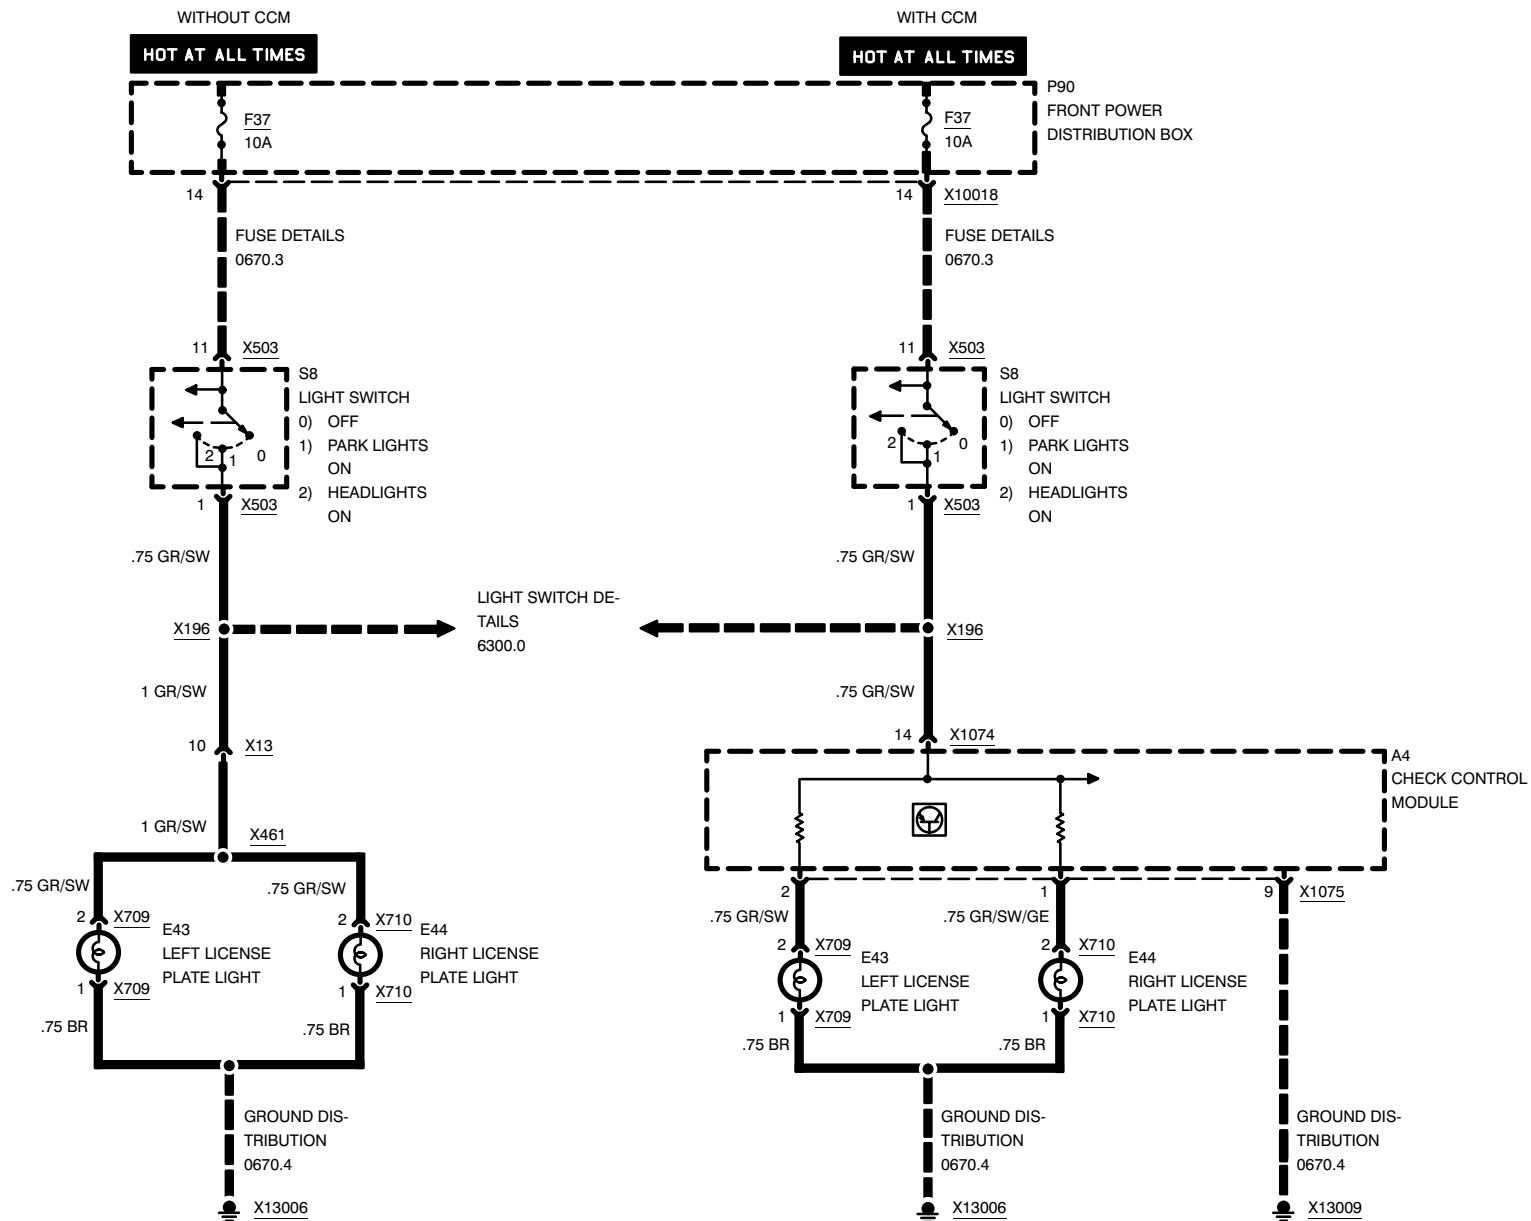 WITHOUT CCM
WITH CCM
HOT AT ALL TIMES
HOT AT ALL TIMES
P90
FRONT POWER
DISTRIBUTION BOX
F37
10A
F37
10A
14
14
X10018
FUSE DETAILS
0670.3
FUSE DETAILS
0670.3
11
X503
11
X503
S8
LIGHT SWITCH
0) OFF
1) PARK LIGHTS
ON
2) HEADLIGHTS
ON
2
1
0
S8
LIGHT SWITCH
0) OFF
1) PARK LIGHTS
ON
2) HEADLIGHTS
ON
2
1
0
1
X503
1
X503
.75 GR/SW
.75 GR/SW
LIGHT SWITCH DE-
TAILS
6300.0
X196
X196
1 GR/SW
.75 GR/SW
10
X13
14
X1074
A4
CHECK CONTROL
MODULE
1 GR/SW
X461
.75 GR/SW
.75 GR/SW
2
1
9
X1075
.75 GR/SW
.75 GR/SW/GE
2
X709
E43
LEFT LICENSE
PLATE LIGHT
1
X709
2
X710
E44
RIGHT LICENSE
PLATE LIGHT
1
X710
2
X709
E43
LEFT LICENSE
PLATE LIGHT
1
X709
2
X710
E44
RIGHT LICENSE
PLATE LIGHT
1
X710
.75 BR
.75 BR
.75 BR
.75 BR
GROUND DIS-
TRIBUTION
0670.4
GROUND DIS-
TRIBUTION
0670.4
GROUND DIS-
TRIBUTION
0670.4
X13006
X13006
X13009